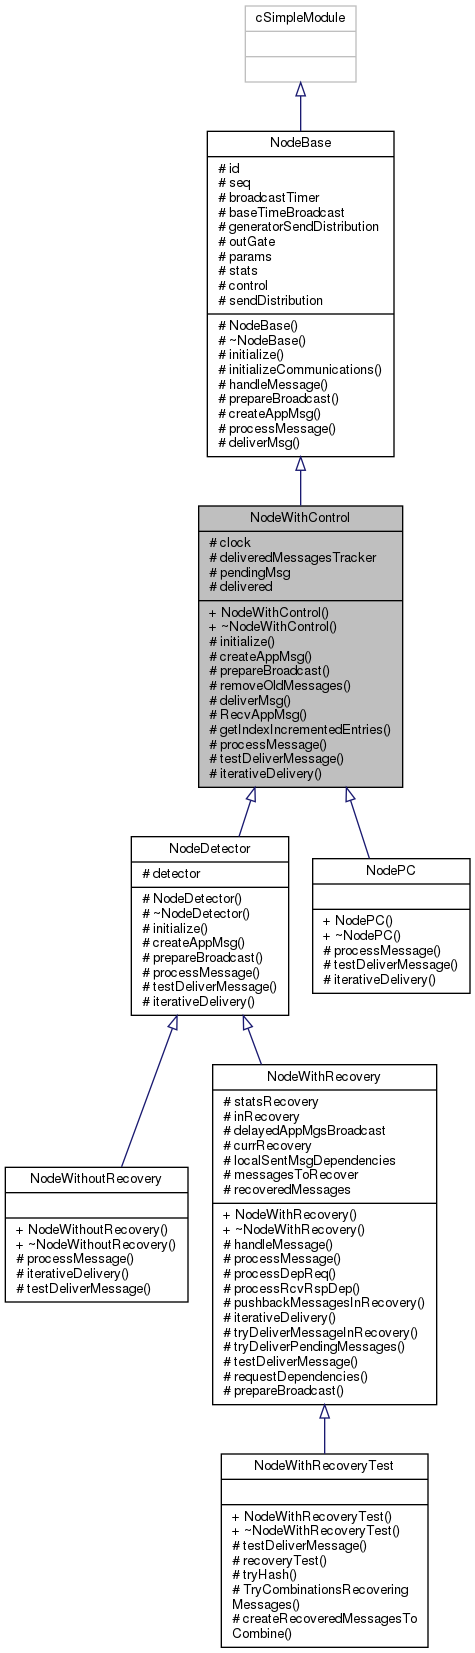 cSimpleModule
NodeBase
# id
# seq
# broadcastTimer
# baseTimeBroadcast
# generatorSendDistribution
# outGate
# params
# stats
# control
# sendDistribution
# NodeBase()
# ~NodeBase()
# initialize()
# initializeCommunications()
# handleMessage()
# prepareBroadcast()
# createAppMsg()
# processMessage()
# deliverMsg()
NodeWithControl
# clock
# deliveredMessagesTracker
# pendingMsg
# delivered
+ NodeWithControl()
+ ~NodeWithControl()
# initialize()
# createAppMsg()
# prepareBroadcast()
# removeOldMessages()
# deliverMsg()
# RecvAppMsg()
# getIndexIncrementedEntries()
# processMessage()
# testDeliverMessage()
# iterativeDelivery()
NodeDetector
# detector
# NodeDetector()
# ~NodeDetector()
# initialize()
# createAppMsg()
# prepareBroadcast()
# processMessage()
# testDeliverMessage()
# iterativeDelivery()
NodePC
+ NodePC()
+ ~NodePC()
# processMessage()
# testDeliverMessage()
# iterativeDelivery()
NodeWithoutRecovery
+ NodeWithoutRecovery()
+ ~NodeWithoutRecovery()
# processMessage()
# iterativeDelivery()
# testDeliverMessage()
NodeWithRecovery
# statsRecovery
# inRecovery
# delayedAppMgsBroadcast
# currRecovery
# localSentMsgDependencies
# messagesToRecover
# recoveredMessages
+ NodeWithRecovery()
+ ~NodeWithRecovery()
# handleMessage()
# processMessage()
# processDepReq()
# processRcvRspDep()
# pushbackMessagesInRecovery()
# iterativeDelivery()
# tryDeliverMessageInRecovery()
# tryDeliverPendingMessages()
# testDeliverMessage()
# requestDependencies()
# prepareBroadcast()
NodeWithRecoveryTest
+ NodeWithRecoveryTest()
+ ~NodeWithRecoveryTest()
# testDeliverMessage()
# recoveryTest()
# tryHash()
# TryCombinationsRecovering
Messages()
# createRecoveredMessagesTo
Combine()